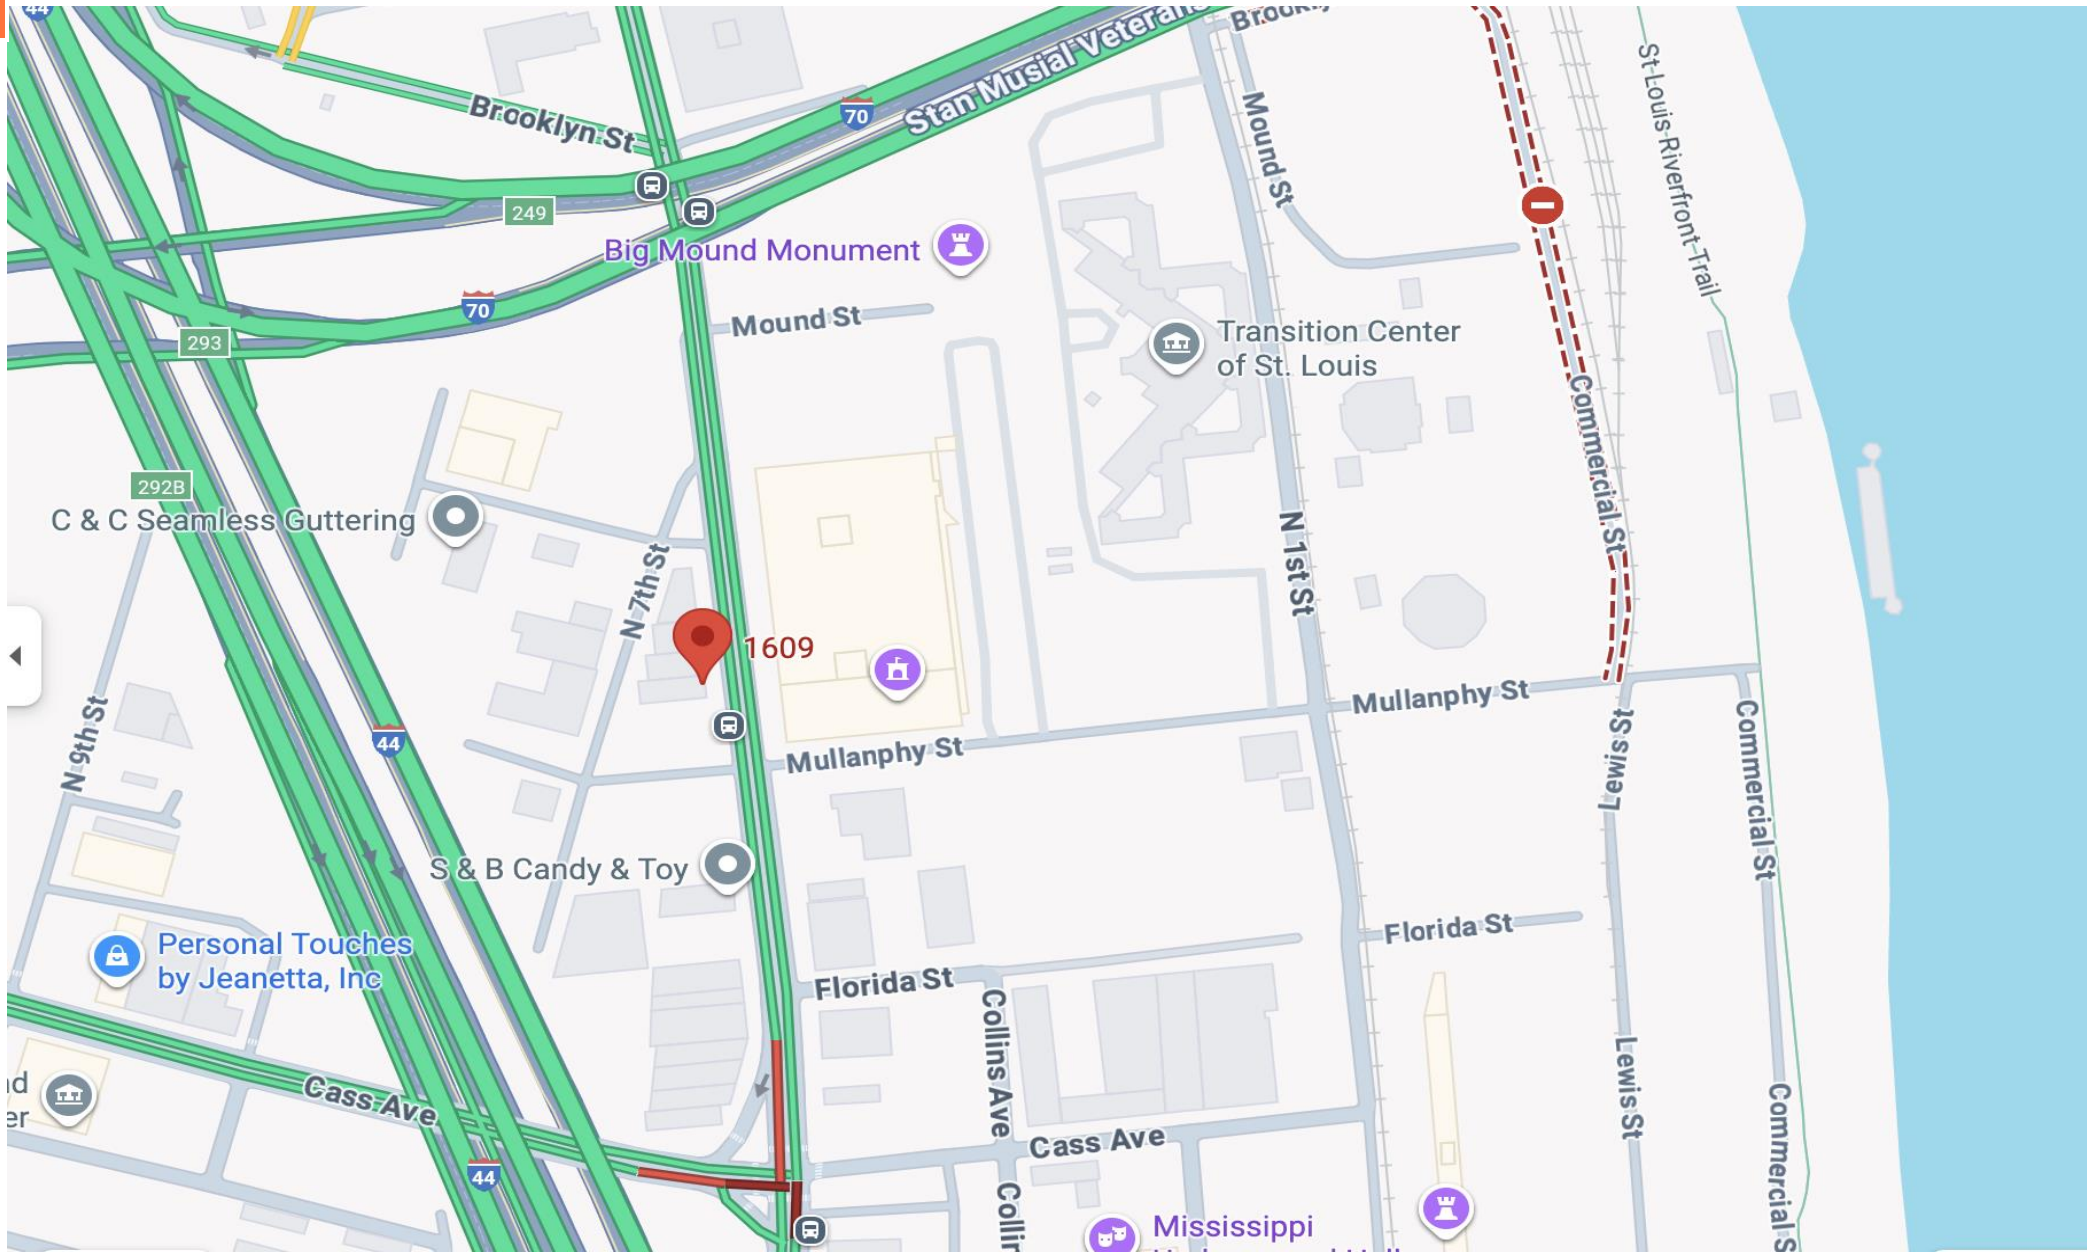 44
Brooklyn St
70
Stan Musial Veterans
Mound St
St Louis Riverfront Trail
249
Big Mound Monument
70
293
Mound St
Transition Center
of St. Louis
Commercial St
292B
C & C Seamless Guttering
N 7th St
N 1st St
1609
Mullanphy St
Mullanphy St
N 9th St
44
Lewis St
Commercial St
S & B Candy & Toy
Florida St
Personal Touches
by Jeanetta, Inc
Florida St
Collins Ave
Lewis St
Cass Ave
Cass Ave
Commercial S
44
Mississippi